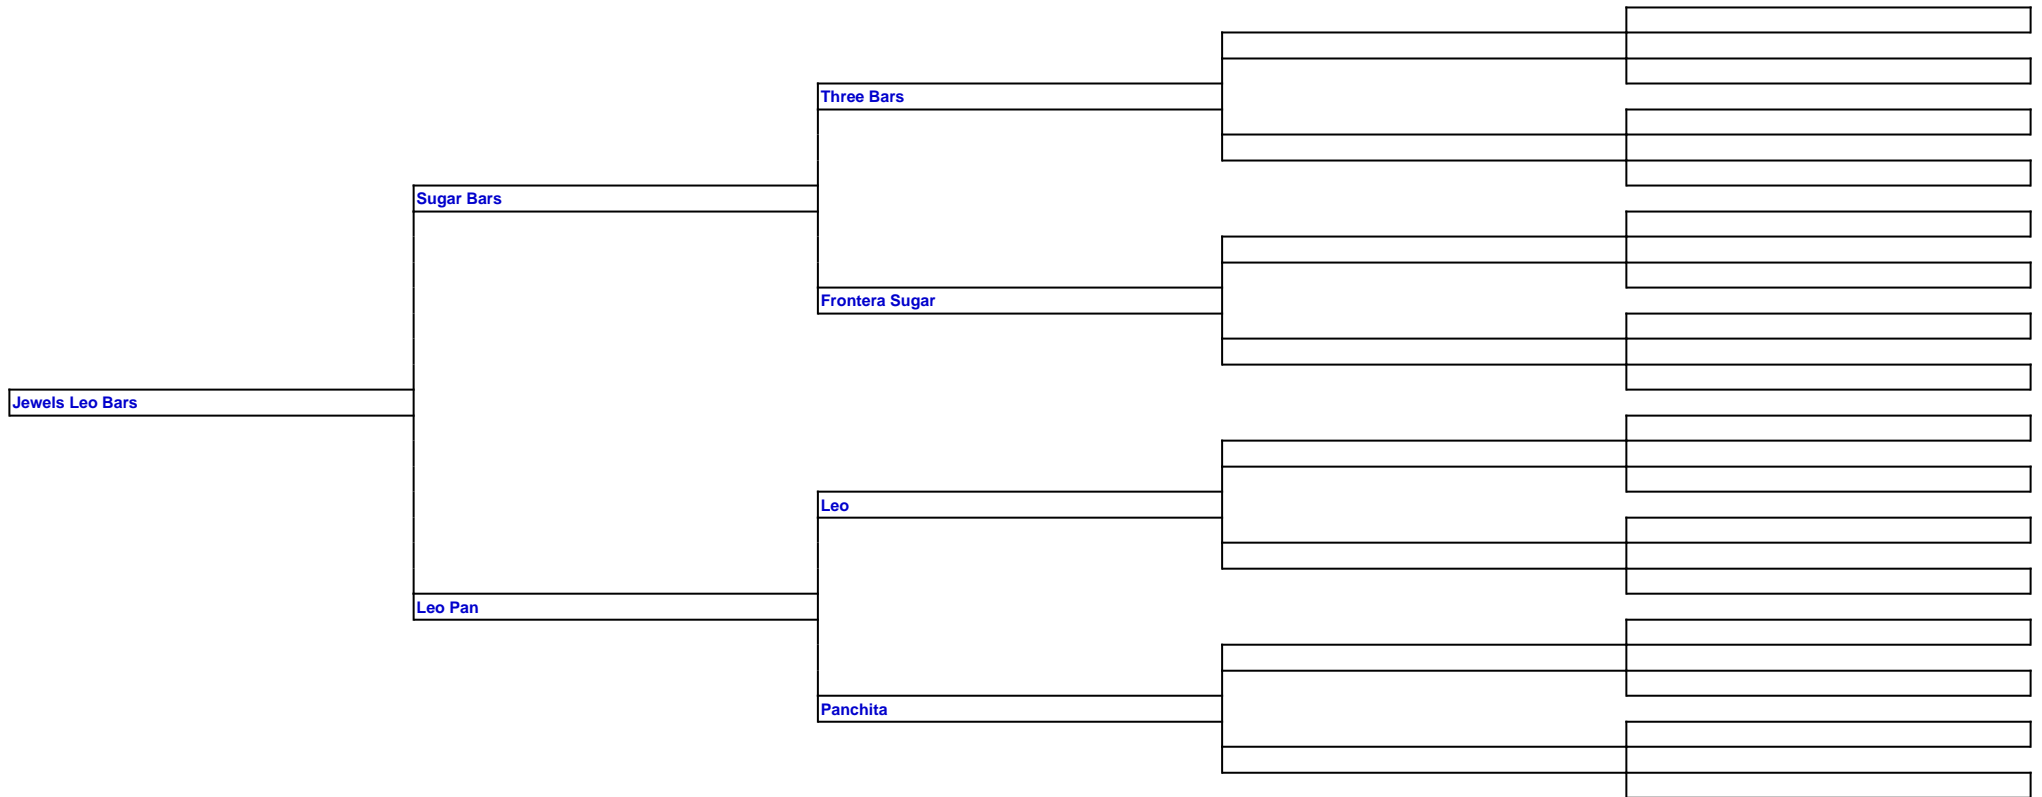 Three Bars
Sugar Bars
Frontera Sugar
Jewels Leo Bars
Leo
Leo Pan
Panchita